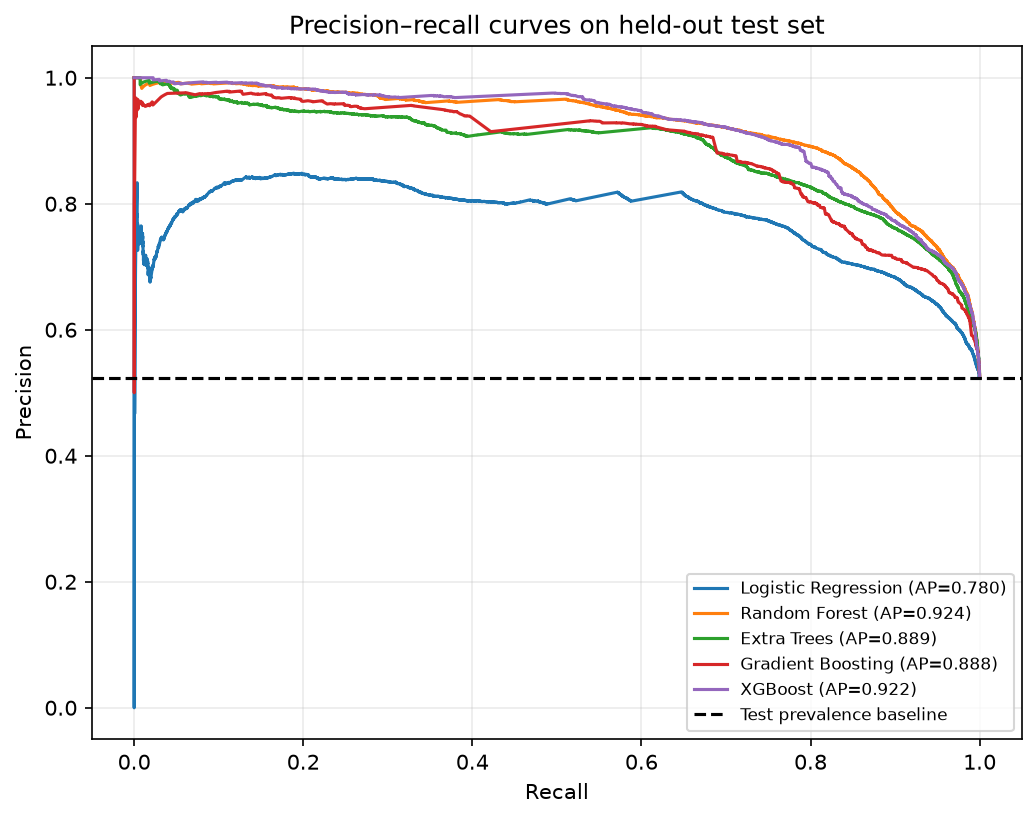 Precision–recall curves on held-out test set
1.0
0.8
0.6
0.4
0.2
0.0
Precision
0.0 0.2 0.4 0.6 0.8 1.0
Recall
Logistic Regression (AP=0.780)
Random Forest (AP=0.924)
Extra Trees (AP=0.889)
Gradient Boosting (AP=0.888)
XGBoost (AP=0.922)
Test prevalence baseline